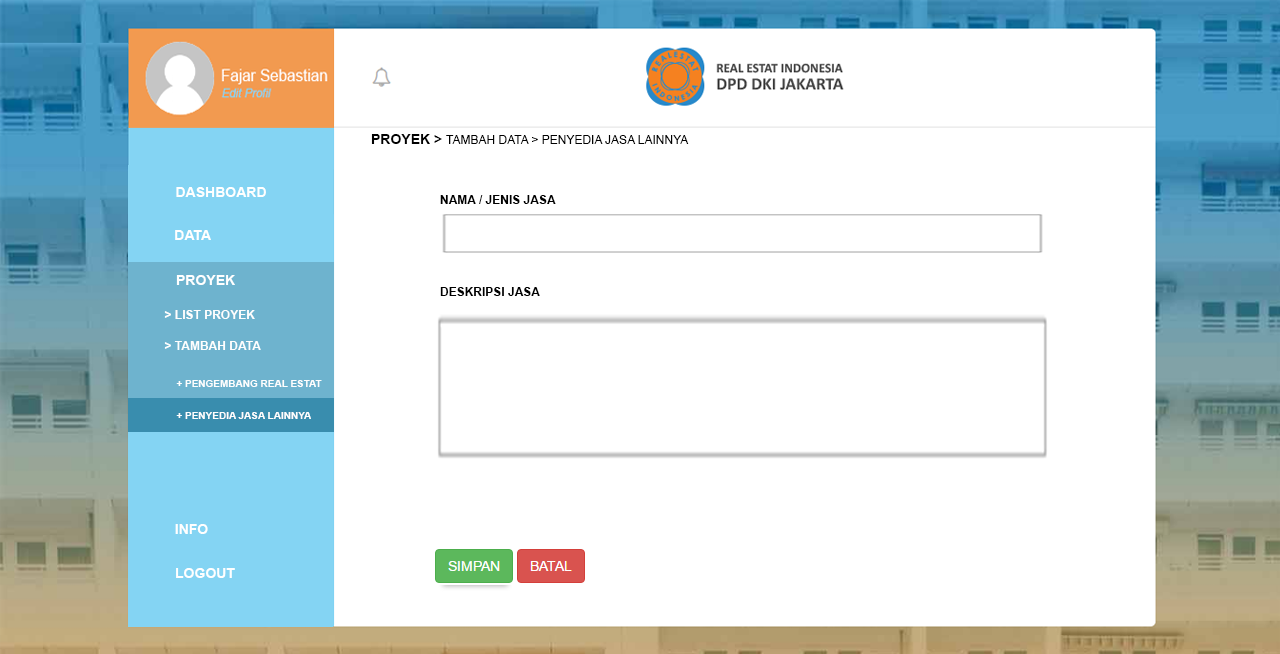 Fajar Sebastian
Edit Profil
REALESTAT
INDONESIA
REAL ESTAT INDONESIA
DPD DKI JAKARTA
PROYEK > TAMBAH DATA > PENYEDIA JASA LAINNYA
DASHBOARD
DATA
PROYEK
> LIST PROYEK
> TAMBAH DATA
+ PENGEMBANG REAL ESTAT
+ PENYEDIA JASA LAINNYA
INFO
LOGOUT
NAMA / JENIS JASA
DESKRIPSI JASA
SIMPAN
BATAL